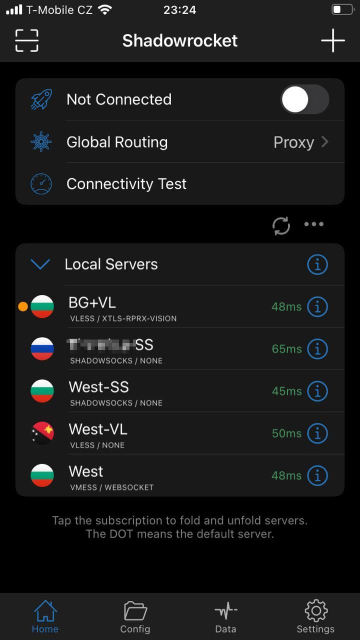 T-Mobile CZ 23:24
Shadowrocket
Not Connected
Global Routing Proxy
Connectivity Test
Local Servers
BG+VL 48ms
VLESS / XTLS-RPRX-VISION
SS 65ms
SHADOWSOCKS / NONE
West-SS 45ms
SHADOWSOCKS / NONE
West-VL 50ms
VLESS / NONE
West 48ms
VMESS / WEBSOCKET
Tap the subscription to fold and unfold servers.
The DOT means the default server.
Home Config Data Settings